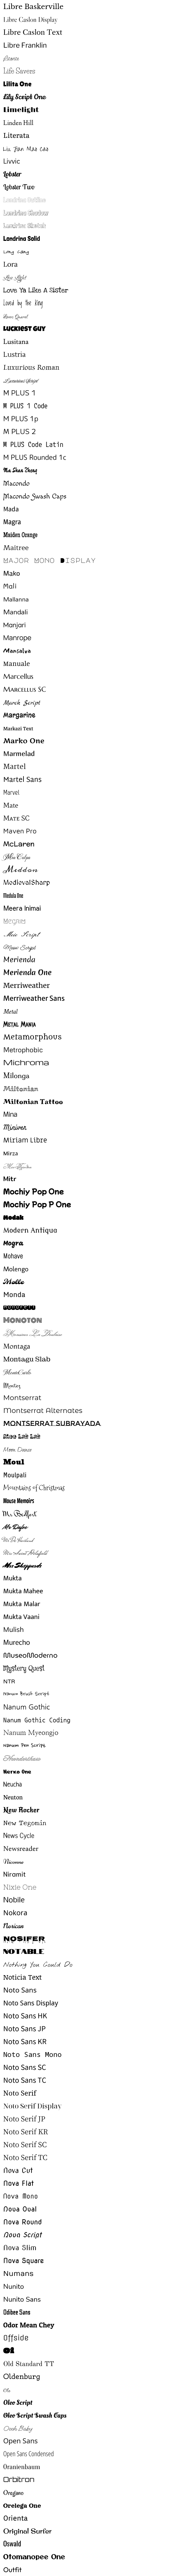 Libre Baskerville
Libre Caslon Display
Libre Caslon Text
Libre Franklin
Life Savers
Lilita One
Lily Script One
Limelight
Linden Hill
Literata
Liu Jian Mao Cao
Livvic
Lobster
Lobster Two
Londrina Outline
Londrina Shadow
Londrina Sketch
Londrina Solid
Long Cang
Lora
Love Light
Love Ya Like A Sister
Loved by the King
Lovers Quarrel
Luckiest Guy
Lusitana
Lustria
Luxurious Roman
Luxurious Script
M PLUS 1
M PLUS 1 Code
M PLUS 1p
M PLUS 2
M PLUS Code Latin
M PLUS Rounded 1c
Ma Shan Zheng
Macondo
Macondo Swash Caps
Mada
Magra
Maiden Orange
Maitree
Major Mono Display
Mako
Mali
Mallanna
Mandali
Manjari
Manrope
Mansalva
Manuale
Marcellus
Marcellus SC
Marck Script
Margarine
Markazi Text
Marko One
Marmelad
Martel
Martel Sans
Marvel
Mate
Mate SC
Maven Pro
McLaren
Mea Culpa
Meddon
MedievalSharp
Medula One
Meera Inimai
Megrim
Meie Script
Meow Script
Merienda
Merienda One
Merriweather
Merriweather Sans
Metal
Metal Mania
Metamorphous
Metrophobic
Michroma
Milonga
Miltonian
Miltonian Tattoo
Mina
Miniver
Miriam Libre
Mirza
Miss Fajardose
Mitr
Mochiy Pop One
Mochiy Pop P One
Modak
Modern Antiqua
Mogra
Mohave
Molengo
Molle
Monda
Monofett
Monoton
Monsieur La Doulaise
Montaga
Montagu Slab
MonteCarlo
Montez
Montserrat
Montserrat Alternates
Montserrat Subrayada
Moo Lah Lah
Moon Dance
Moul
Moulpali
Mountains of Christmas
Mouse Memoirs
Mr Bedfort
Mr Dafoe
Mr De Haviland
Mrs Saint Delafield
Mrs Sheppards
Mukta
Mukta Mahee
Mukta Malar
Mukta Vaani
Mulish
Murecho
MuseoModerno
Mystery Quest
NTR
Nanum Brush Script
Nanum Gothic
Nanum Gothic Coding
Nanum Myeongjo
Nanum Pen Script
Nerko One
Neucha
Neuton
New Rocker
New Tegomin
News Cycle
Newsreader
Niconne
Niramit
Nixie One
Nobile
Nokora
Norican
Nosifer
Notable
Nothing You Could Do
Noticia Text
Noto Sans
Noto Sans Display
Noto Sans HK
Noto Sans JP
Noto Sans KR
Noto Sans Mono
Noto Sans SC
Noto Sans TC
Noto Serif
Noto Serif Display
Noto Serif JP
Noto Serif KR
Noto Serif SC
Noto Serif TC
Nova Cut
Nova Flat
Nova Mono
Nova Oval
Nova Round
Nova Script
Nova Slim
Nova Square
Numans
Nunito
Nunito Sans
Odibee Sans
Odor Mean Chey
Offside
Oi
Old Standard TT
Oldenburg
Ole
Oleo Script
Oleo Script Swash Caps
Oooh Baby
Open Sans
Open Sans Condensed
Oranienbaum
Orbitron
Oregano
Orelega One
Orienta
Original Surfer
Oswald
Otomanopee One
Outfit